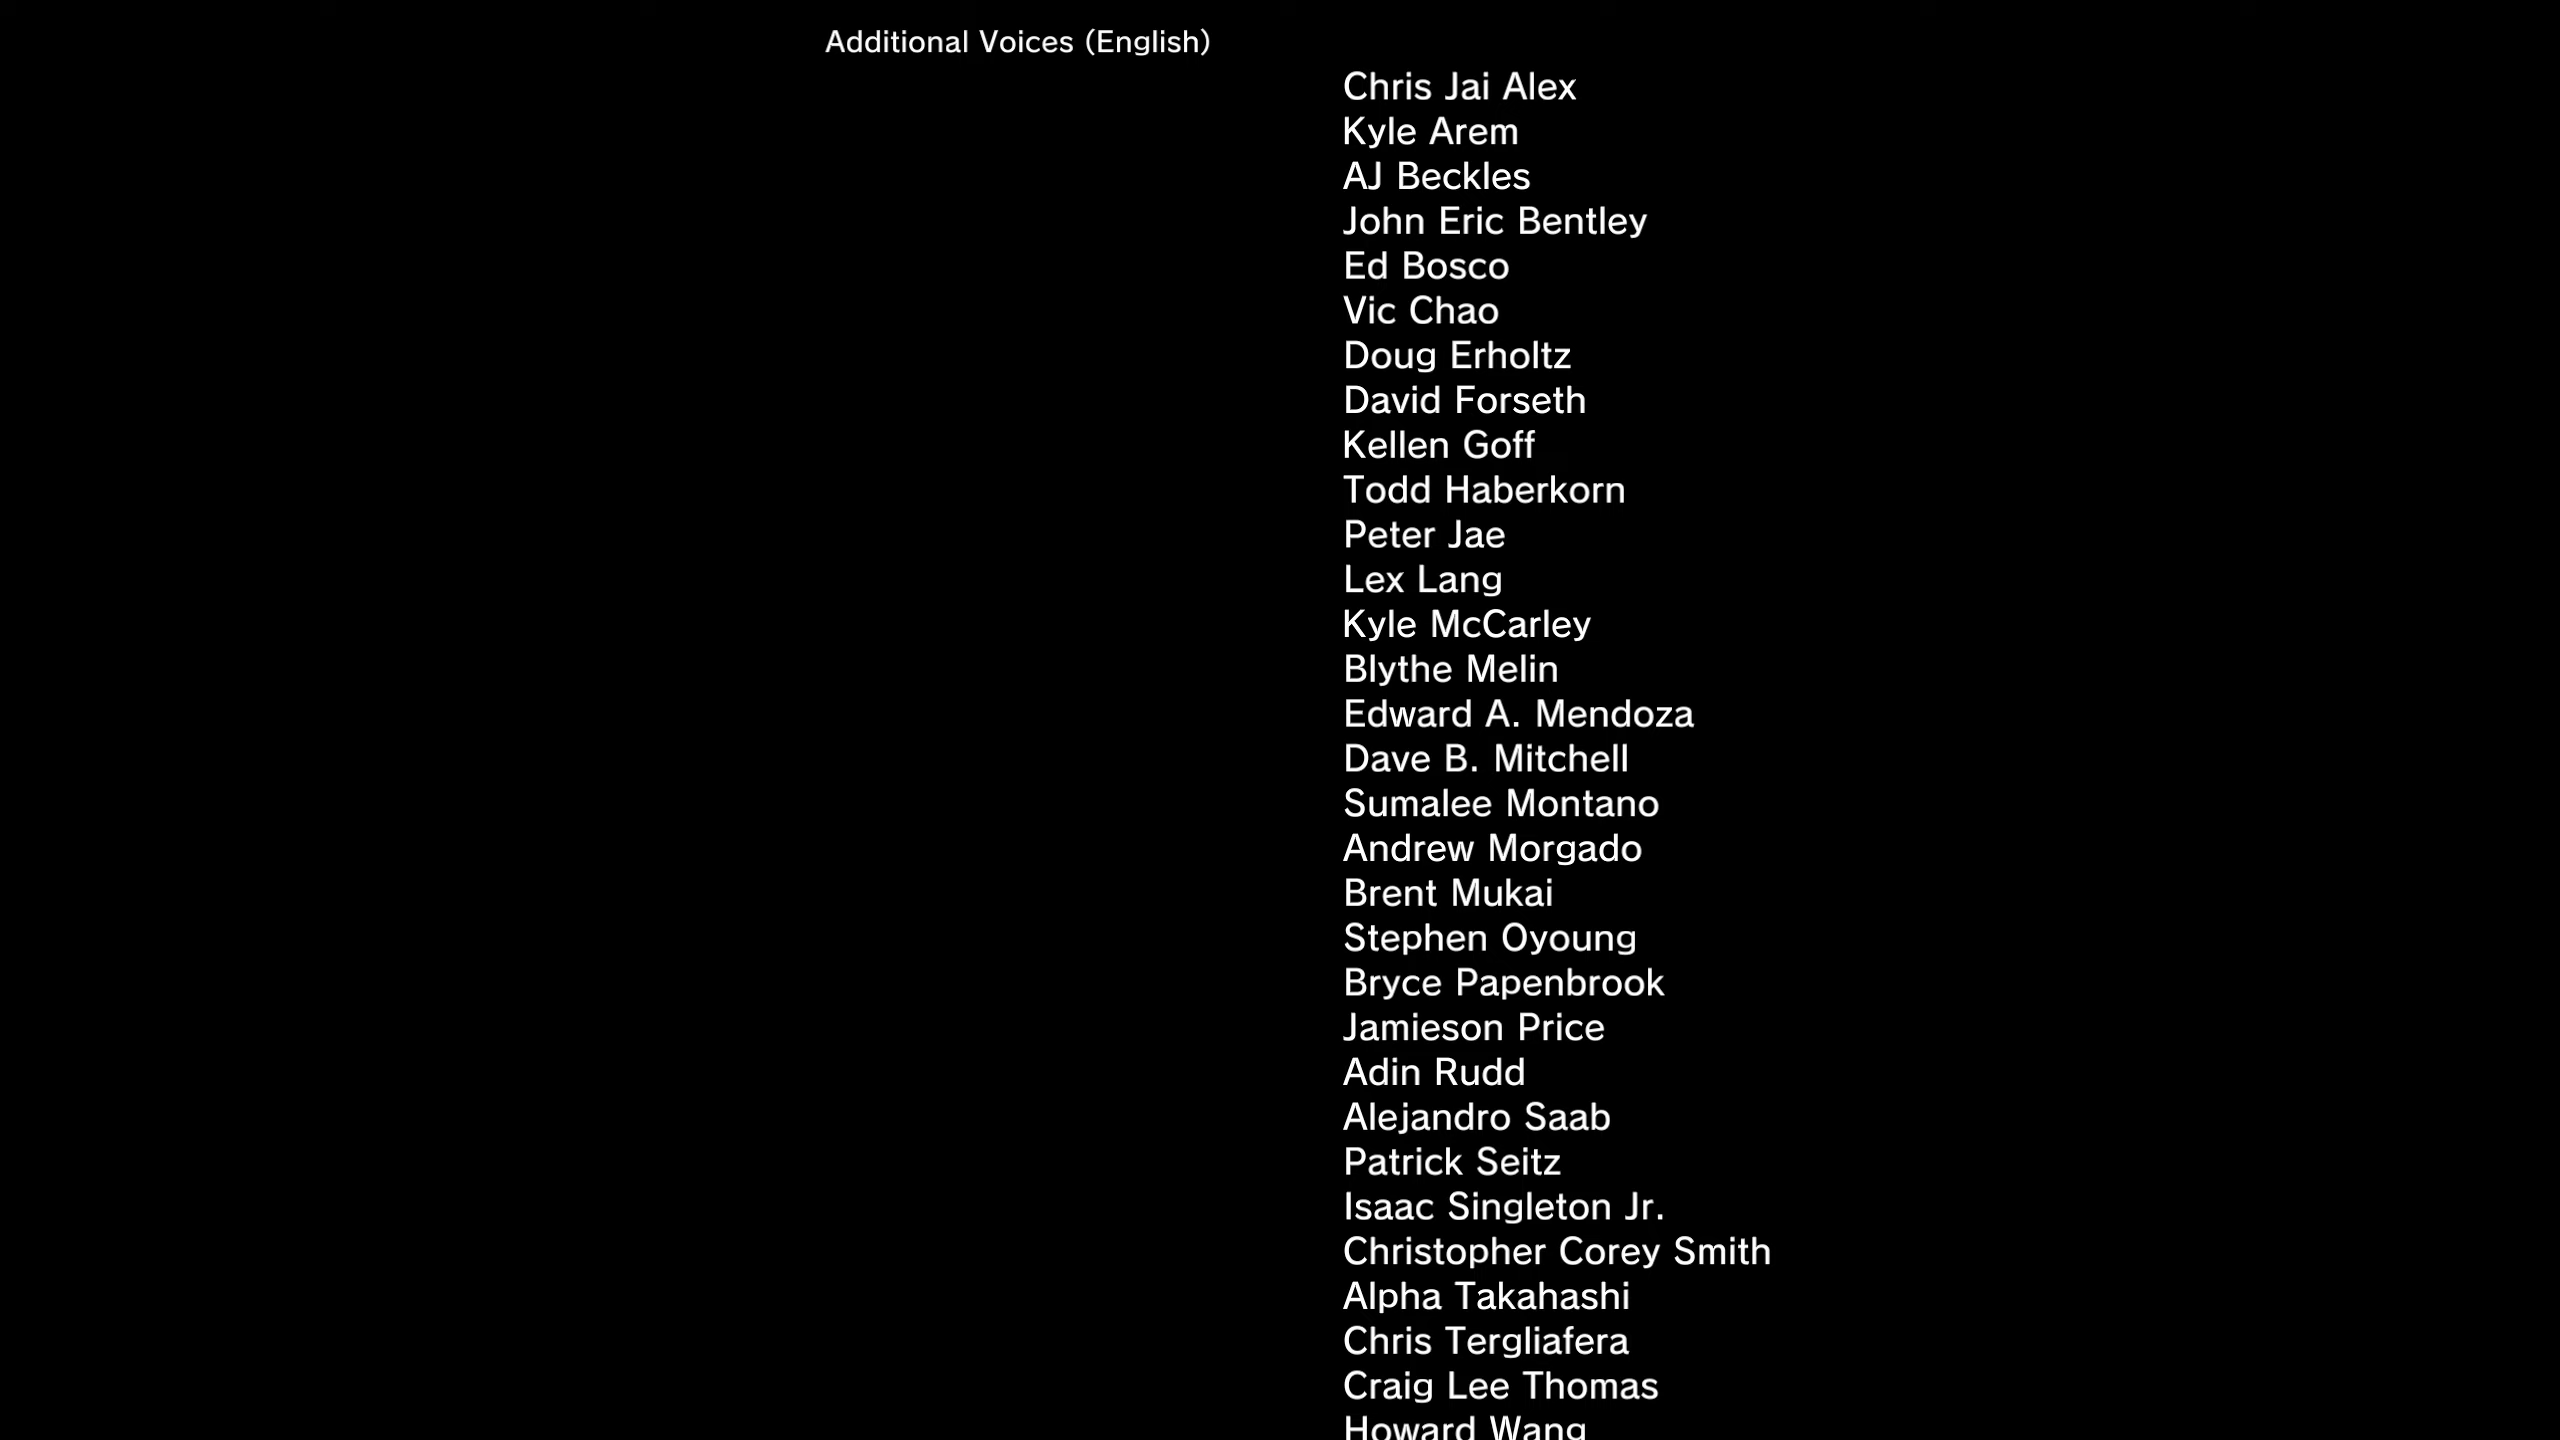 Additional Voices (English)
Chris Jai Alex
Kyle Arem
AJ Beckles
John Eric Bentley
Ed Bosco
Vic Chao
Doug Erholtz
David Forseth
Kellen Goff
Todd Haberkorn
Peter Jae
Lex Lang
Kyle McCarley
Blythe Melin
Edward A. Mendoza
Dave B. Mitchell
Sumalee Montano
Andrew Morgado
Brent Mukai
Stephen Oyoung
Bryce Papenbrook
Jamieson Price
Adin Rudd
Alejandro Saab
Patrick Seitz
Isaac Singleton Jr.
Christopher Corey Smith
Alpha Takahashi
Chris Tergliafera
Craig Lee Thomas
Howard Wang